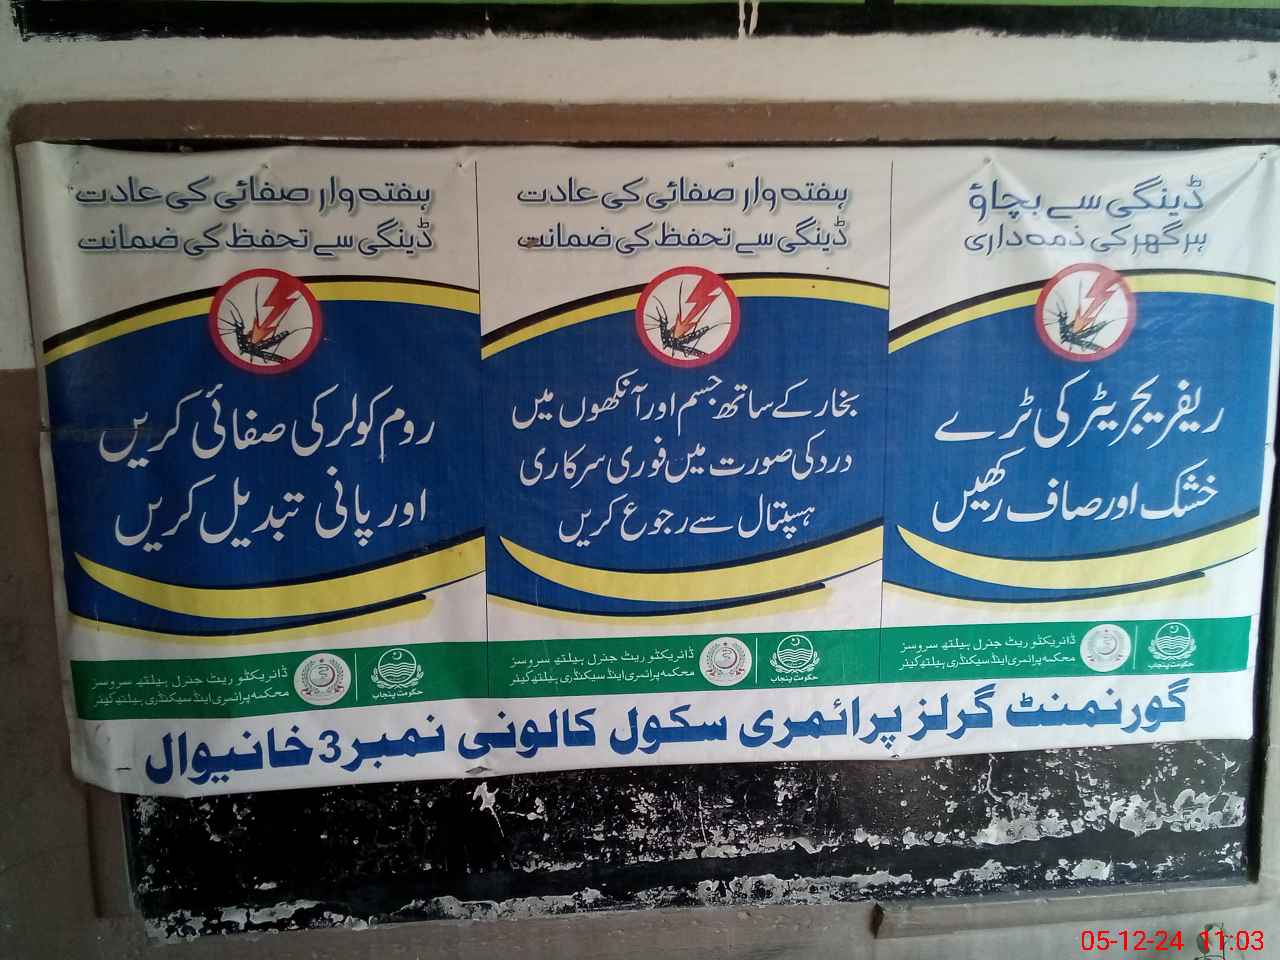 ڈینگی سے بچاؤ
ہر گھر کی ذمہ داری
ریفریجریٹر کی ٹرے
خشک اور صاف رکھیں
حکومت پنجاب
ڈائریکٹوریٹ جنرل ہیلتھ سروسز
محکمہ پرائمری اینڈ سیکنڈری ہیلتھ کیئر
ہفتہ وار صفائی کی عادت
ڈینگی سے تحفظ کی ضمانت
بخار کے ساتھ جسم اور آنکھوں میں
درد کی صورت میں فوری سرکاری
ہسپتال سے رجوع کریں
حکومت پنجاب
ڈائریکٹوریٹ جنرل ہیلتھ سروسز
محکمہ پرائمری اینڈ سیکنڈری ہیلتھ کیئر
ہفتہ وار صفائی کی عادت
ڈینگی سے تحفظ کی ضمانت
روم کولر کی صفائی کریں
اور پانی تبدیل کریں
حکومت پنجاب
ڈائریکٹوریٹ جنرل ہیلتھ سروسز
محکمہ پرائمری اینڈ سیکنڈری ہیلتھ کیئر
گورنمنٹ گرلز پرائمری سکول کالونی نمبر 3 خانیوال
05-12-24 11:03